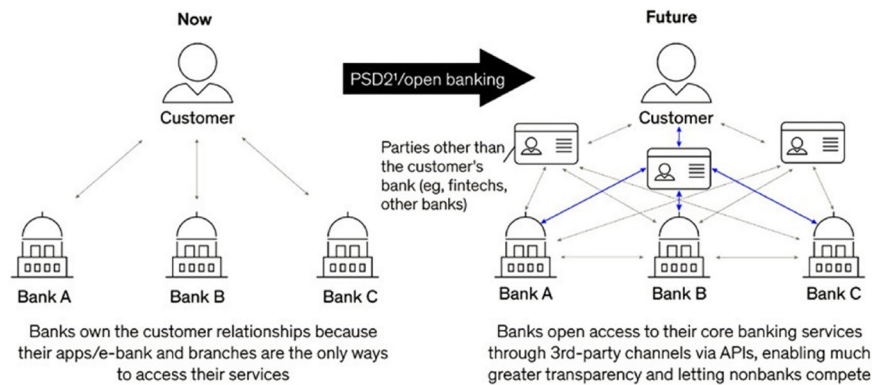 Now
Customer
Bank A
Bank B
Bank C
Banks own the customer relationships because
their apps/e-bank and branches are the only ways
to access their services
PSD2¹/open banking
Future
Customer
Parties other than
the customer's
bank (eg, fintechs,
other banks)
Bank A
Bank B
Bank C
Banks open access to their core banking services
through 3rd-party channels via APIs, enabling much
greater transparency and letting nonbanks compete